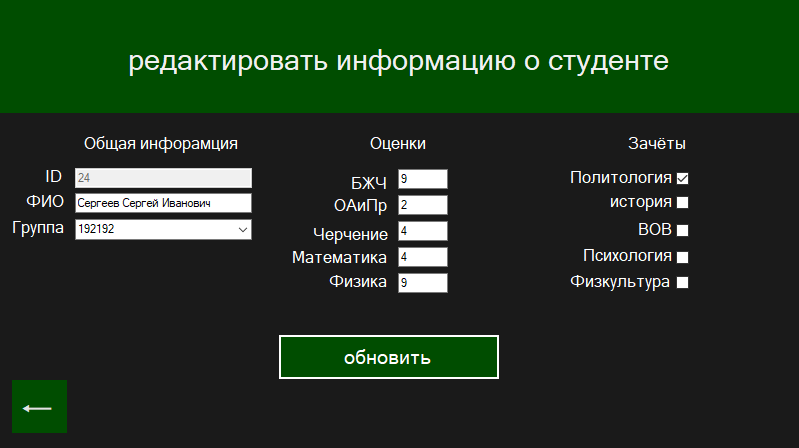 редактировать информацию о студенте
Общая инфорамция
ID 24
ФИО Сергеев Сергей Иванович
Группа 192192
Оценки
БЖЧ 9
ОАиПр 2
Черчение 4
Математика 4
Физика 9
Зачёты
Политология
история
ВОВ
Психология
Физкультура
обновить